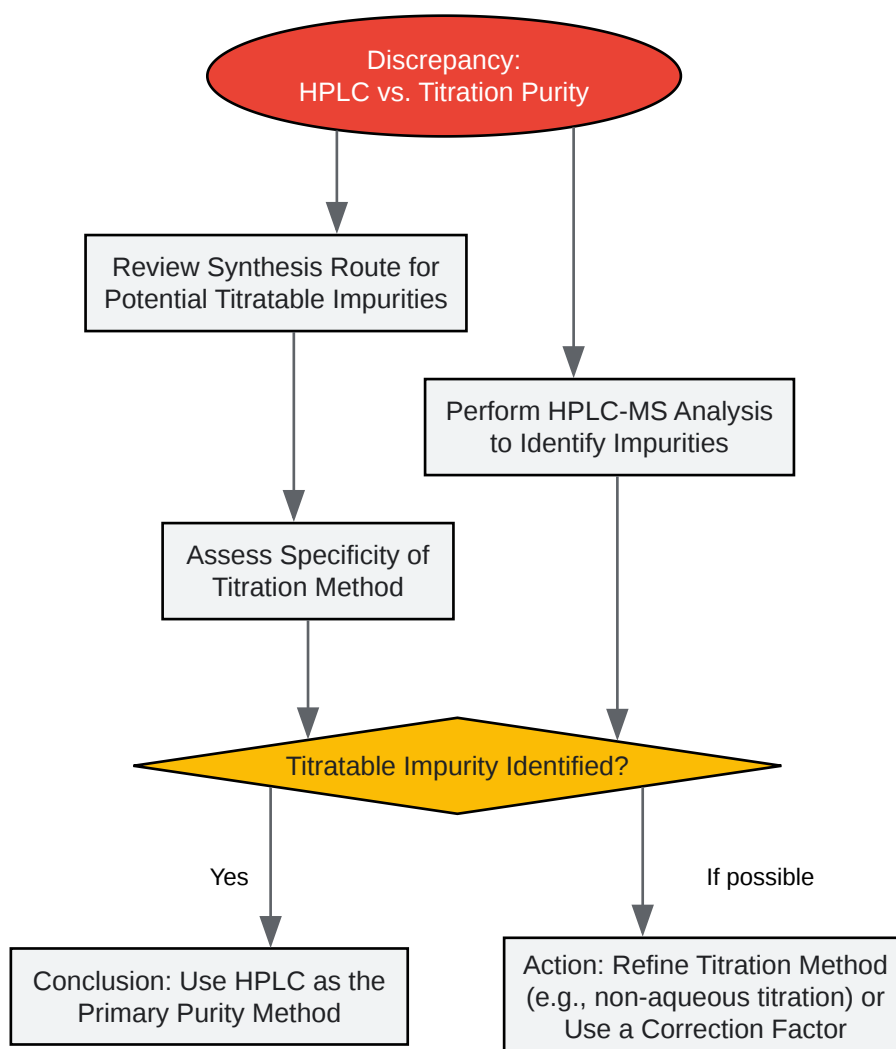 Discrepancy:
HPLC vs. Titration Purity
Review Synthesis Route for
Potential Titratable Impurities
Perform HPLC-MS Analysis
to Identify Impurities
Assess Specificity of
Titration Method
Titratable Impurity Identified?
Yes
If possible
Conclusion: Use HPLC as the
Primary Purity Method
Action: Refine Titration Method
(e.g., non-aqueous titration) or
Use a Correction Factor